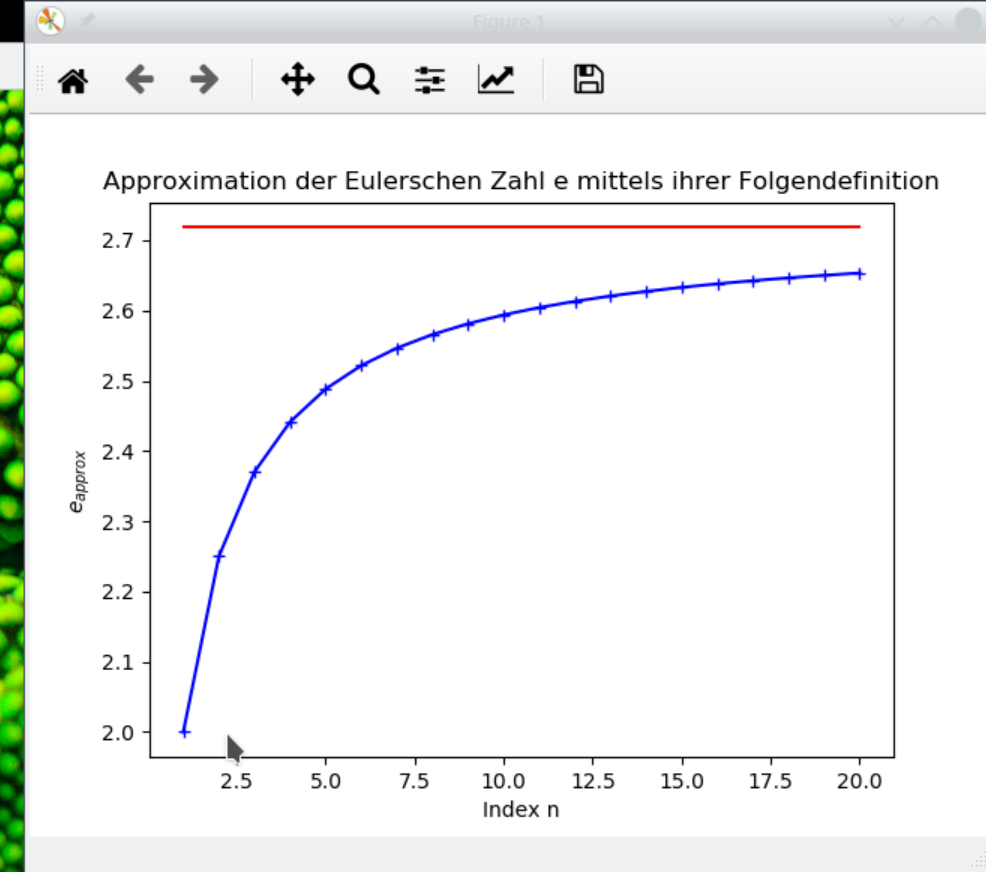 Figure 1
Approximation der Eulerschen Zahl e mittels ihrer Folgendefinition
2.7
2.6
2.5
2.4
2.3
2.2
2.1
2.0
e_approx
2.5 5.0 7.5 10.0 12.5 15.0 17.5 20.0
Index n